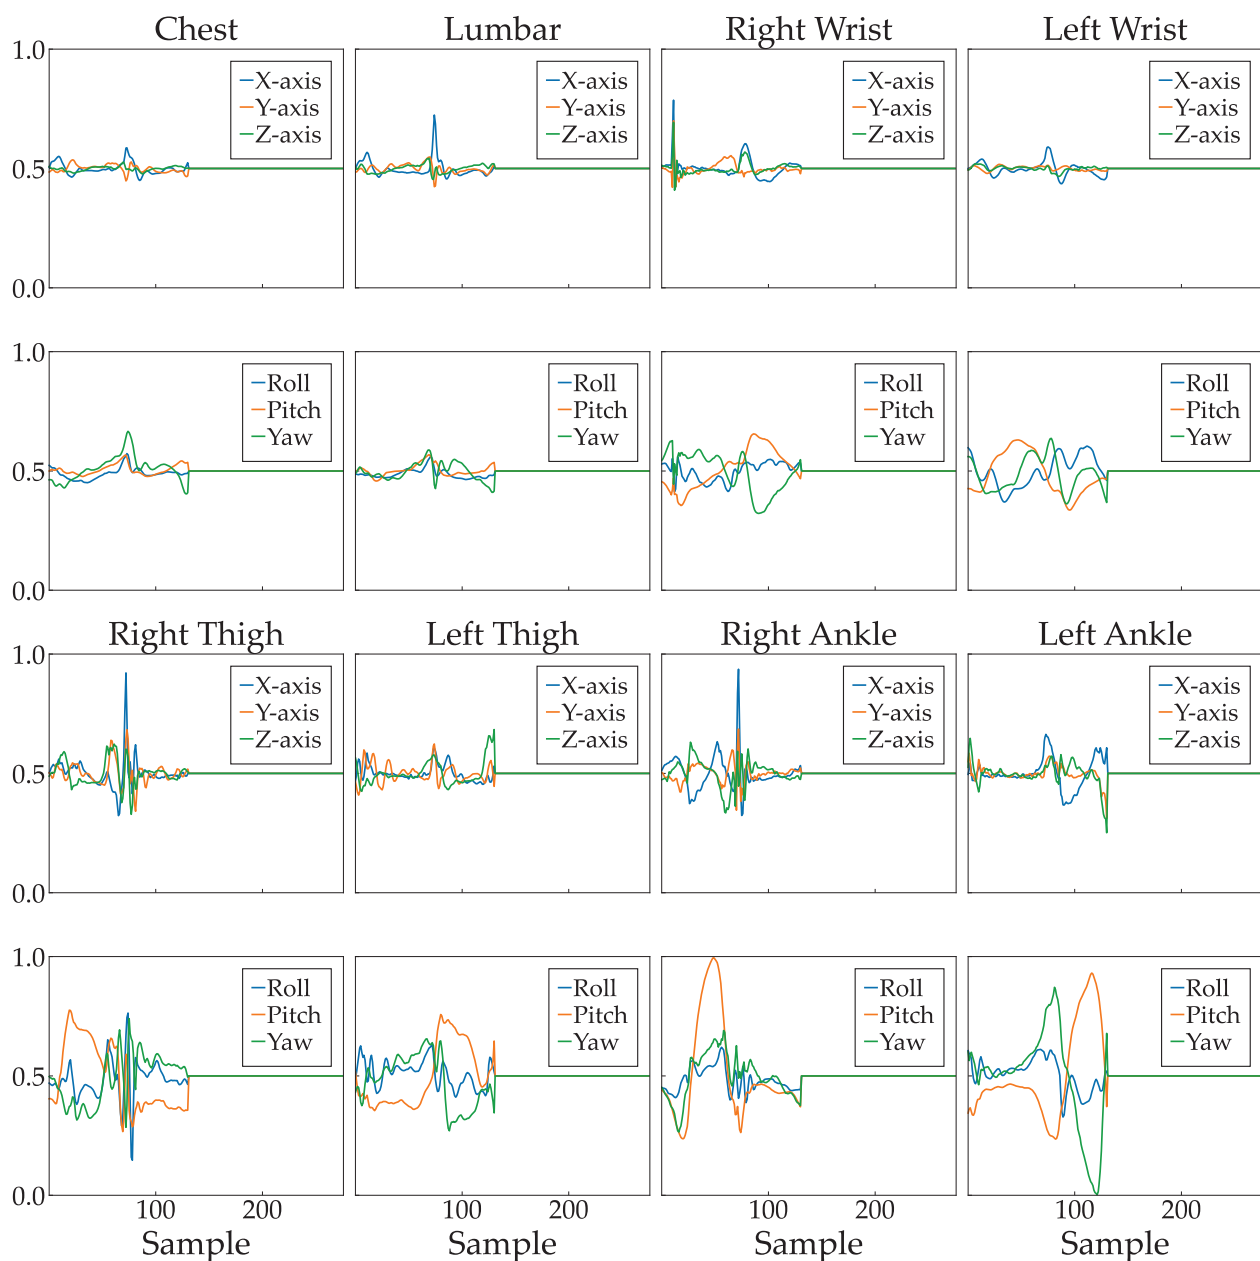 Chest Lumbar Right Wrist Left Wrist
1.0
X-axis X-axis X-axis X-axis
Y-axis Y-axis Y-axis Y-axis
Z-axis Z-axis Z-axis Z-axis
0.5
0.0
1.0
Roll Roll Roll Roll
Pitch Pitch Pitch Pitch
Yaw Yaw Yaw Yaw
0.5
0.0
Right Thigh Left Thigh Right Ankle Left Ankle
1.0
X-axis X-axis X-axis X-axis
Y-axis Y-axis Y-axis Y-axis
Z-axis Z-axis Z-axis Z-axis
0.5
0.0
1.0
Roll Roll Roll Roll
Pitch Pitch Pitch Pitch
Yaw Yaw Yaw Yaw
0.5
0.0
100 200 100 200 100 200 100 200
Sample Sample Sample Sample